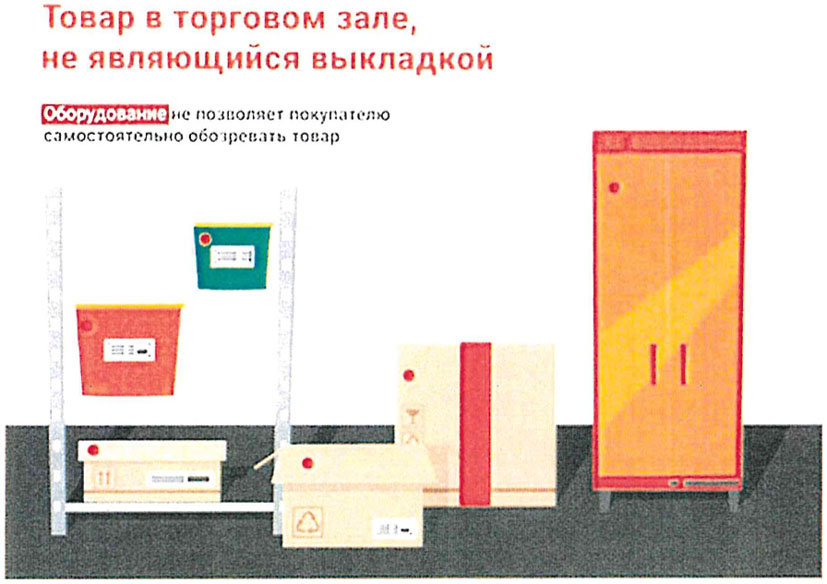 Товар в торговом зале,
не являющийся выкладкой
Оборудование не позволяет покупателю
самостоятельно обозревать товар